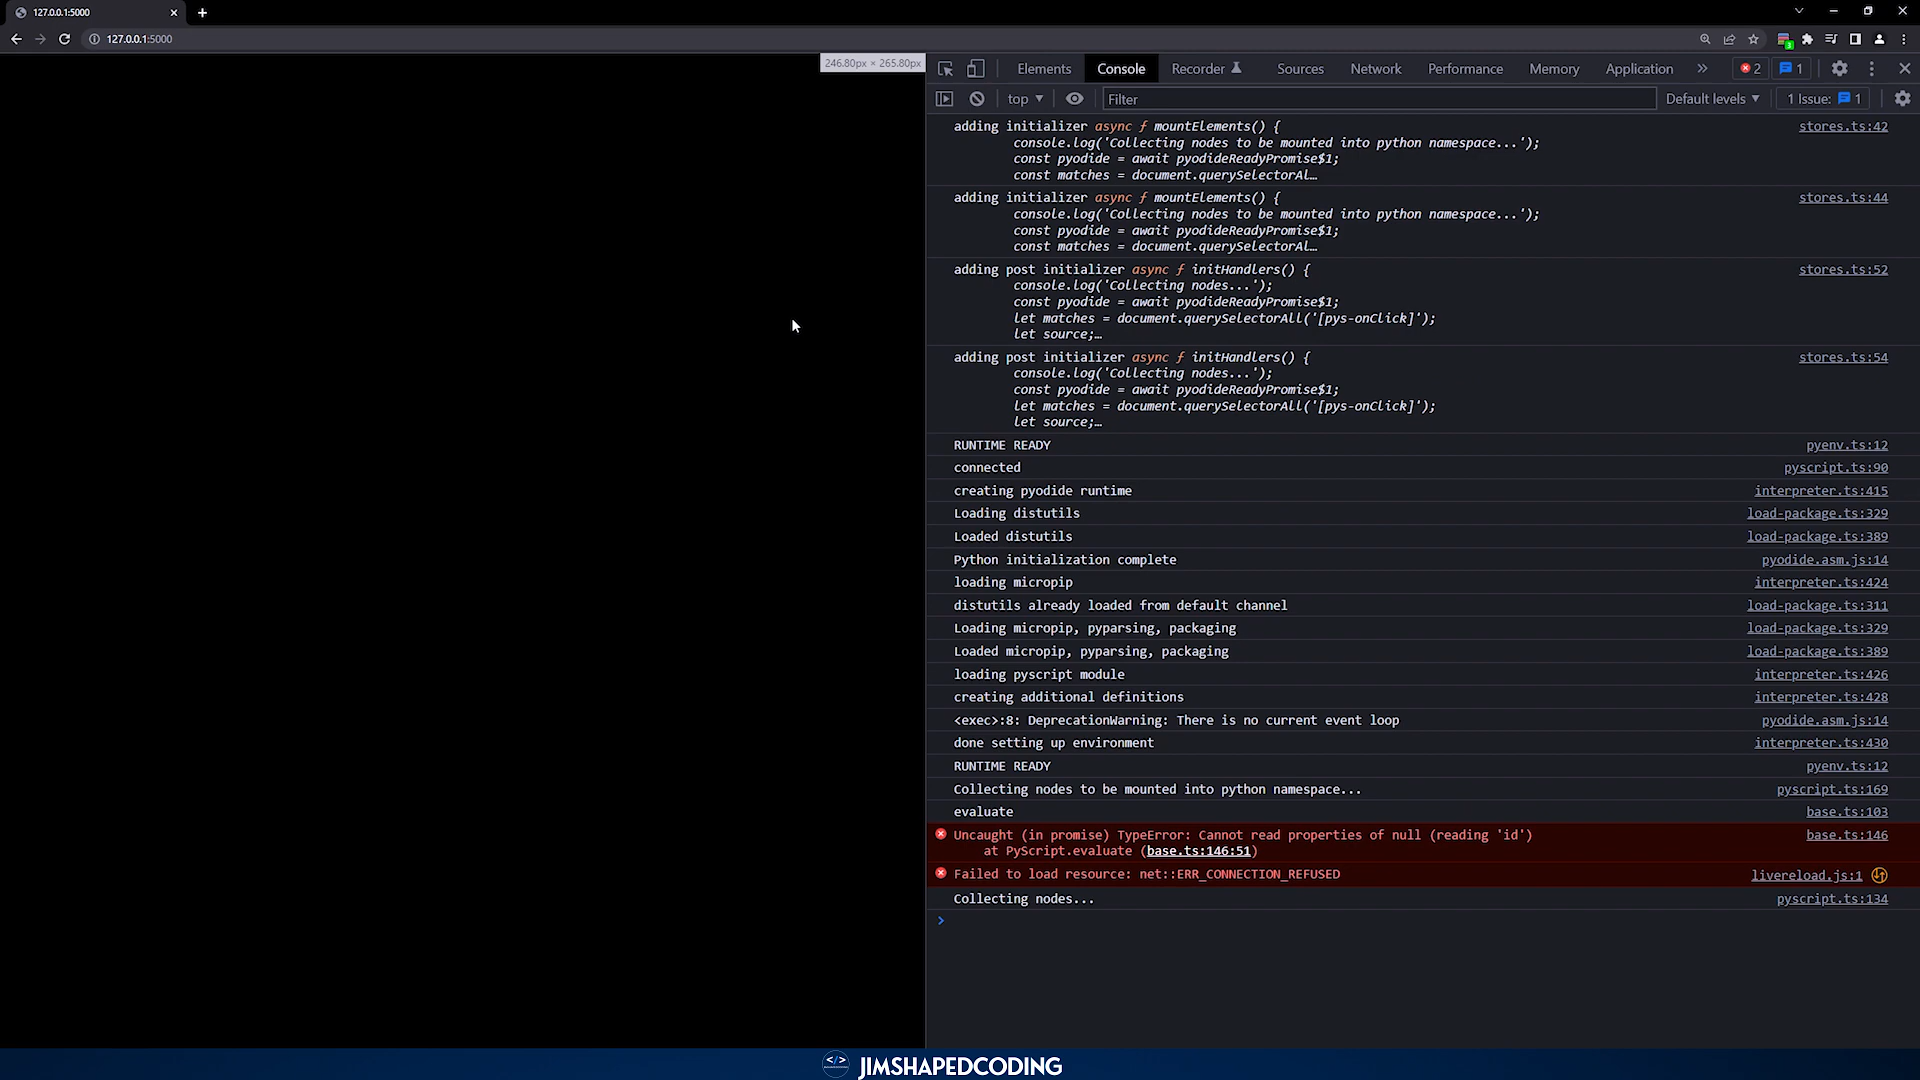 127.0.0.1:5000
127.0.0.1:5000
246.80px × 265.80px
Elements Console Recorder Sources Network Performance Memory Application » 2 1
top Filter Default levels 1 Issue: 1
adding initializer async ƒ mountElements() { stores.ts:42
console.log('Collecting nodes to be mounted into python namespace...');
const pyodide = await pyodideReadyPromise$1;
const matches = document.querySelectorAl…
adding initializer async ƒ mountElements() { stores.ts:44
console.log('Collecting nodes to be mounted into python namespace...');
const pyodide = await pyodideReadyPromise$1;
const matches = document.querySelectorAl…
adding post initializer async ƒ initHandlers() { stores.ts:52
console.log('Collecting nodes...');
const pyodide = await pyodideReadyPromise$1;
let matches = document.querySelectorAll('[pys-onClick]');
let source;…
adding post initializer async ƒ initHandlers() { stores.ts:54
console.log('Collecting nodes...');
const pyodide = await pyodideReadyPromise$1;
let matches = document.querySelectorAll('[pys-onClick]');
let source;…
RUNTIME READY pyenv.ts:12
connected pyscript.ts:90
creating pyodide runtime interpreter.ts:415
Loading distutils load-package.ts:329
Loaded distutils load-package.ts:389
Python initialization complete pyodide.asm.js:14
loading micropip interpreter.ts:424
distutils already loaded from default channel load-package.ts:311
Loading micropip, pyparsing, packaging load-package.ts:329
Loaded micropip, pyparsing, packaging load-package.ts:389
loading pyscript module interpreter.ts:426
creating additional definitions interpreter.ts:428
<exec>:8: DeprecationWarning: There is no current event loop pyodide.asm.js:14
done setting up environment interpreter.ts:430
RUNTIME READY pyenv.ts:12
Collecting nodes to be mounted into python namespace... pyscript.ts:169
evaluate base.ts:103
Uncaught (in promise) TypeError: Cannot read properties of null (reading 'id') base.ts:146
at PyScript.evaluate (base.ts:146:51)
Failed to load resource: net::ERR_CONNECTION_REFUSED livereload.js:1
Collecting nodes... pyscript.ts:134
JIMSHAPEDCODING